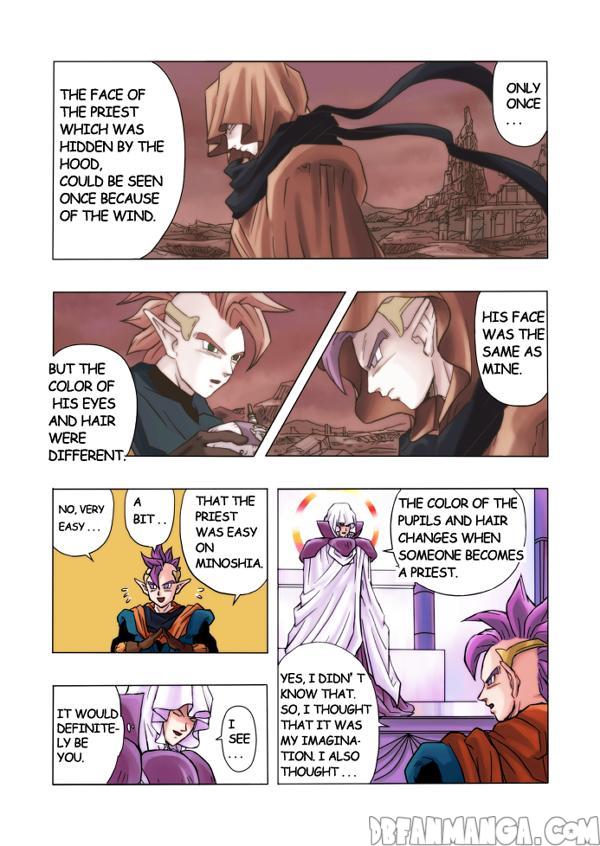 ONLY
ONCE
. . .
THE FACE OF
THE PRIEST
WHICH WAS
HIDDEN BY THE
HOOD,
COULD BE SEEN
ONCE BECAUSE
OF THE WIND.
HIS FACE
WAS THE
SAME AS
MINE.
BUT THE
COLOR OF
HIS EYES
AND HAIR
WERE
DIFFERENT.
THE COLOR OF THE
PUPILS AND HAIR
CHANGES WHEN
SOMEONE BECOMES
A PRIEST.
YES, I DIDN'T
KNOW THAT.
SO, I THOUGHT
THAT IT WAS
MY IMAGINA-
TION. I ALSO
THOUGHT . . .
THAT THE
PRIEST
WAS EASY
ON
MINOSHIA.
A
BIT . .
NO, VERY
EASY . . .
I
SEE . . .
IT WOULD
DEFINITE-
LY BE
YOU.
DBFANMANGA.COM